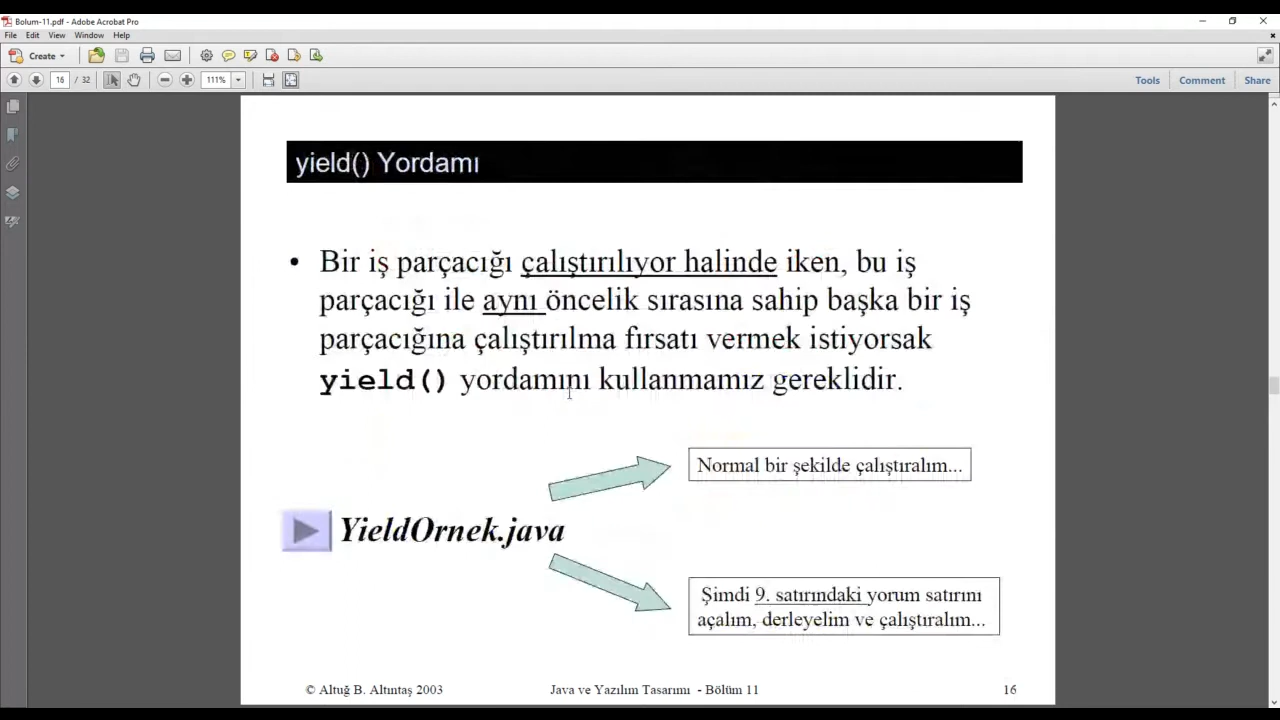 Bolum-11.pdf - Adobe Acrobat Pro
File Edit View Window Help
Create
16 / 32 111% Tools Comment Share
yield() Yordamı
• Bir iş parçacığı çalıştırılıyor halinde iken, bu iş
parçacığı ile aynı öncelik sırasına sahip başka bir iş
parçacığına çalıştırılma fırsatı vermek istiyorsak
yield() yordamını kullanmamız gereklidir.
Normal bir şekilde çalıştıralım...
YieldOrnek.java
Şimdi 9. satırındaki yorum satırını
açalım, derleyelim ve çalıştıralım...
© Altuğ B. Altıntaş 2003 Java ve Yazılım Tasarımı - Bölüm 11 16